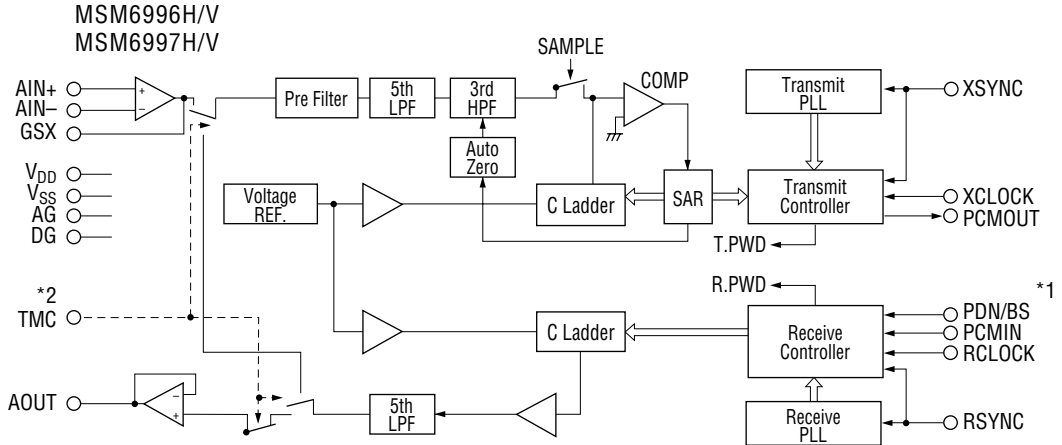 MSM6996H/V
MSM6997H/V
SAMPLE
COMP
AIN+
AIN−
GSX
+
−
Pre Filter
5th
LPF
3rd
HPF
Transmit
PLL
XSYNC
Auto
Zero
VDD
VSS
AG
DG
Voltage
REF.
C Ladder
SAR
Transmit
Controller
XCLOCK
PCMOUT
T.PWD
R.PWD
*1
*2
TMC
C Ladder
Receive
Controller
PDN/BS
PCMIN
RCLOCK
AOUT
−
+
5th
LPF
Receive
PLL
RSYNC